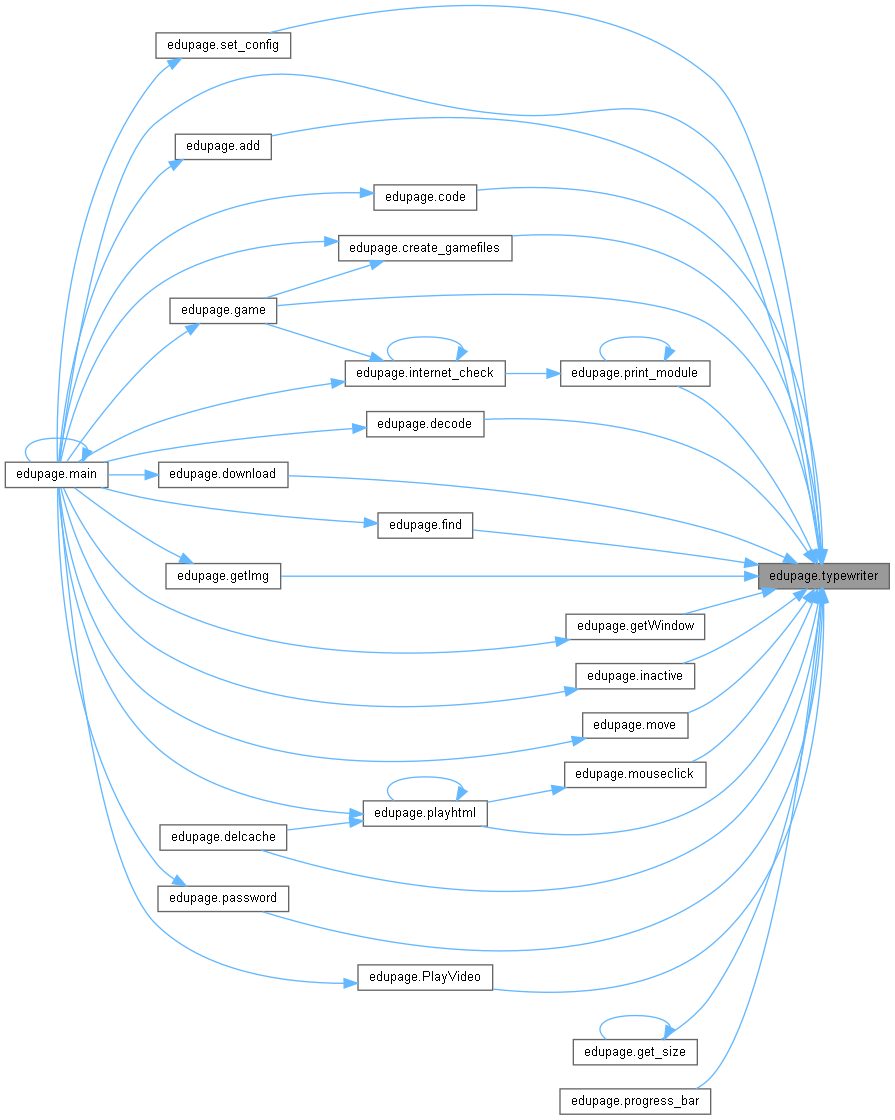 edupage.set_config
edupage.add
edupage.code
edupage.create_gamefiles
edupage.game
edupage.internet_check
edupage.print_module
edupage.decode
edupage.main
edupage.download
edupage.find
edupage.getImg
edupage.typewriter
edupage.getWindow
edupage.inactive
edupage.move
edupage.mouseclick
edupage.playhtml
edupage.delcache
edupage.password
edupage.PlayVideo
edupage.get_size
edupage.progress_bar